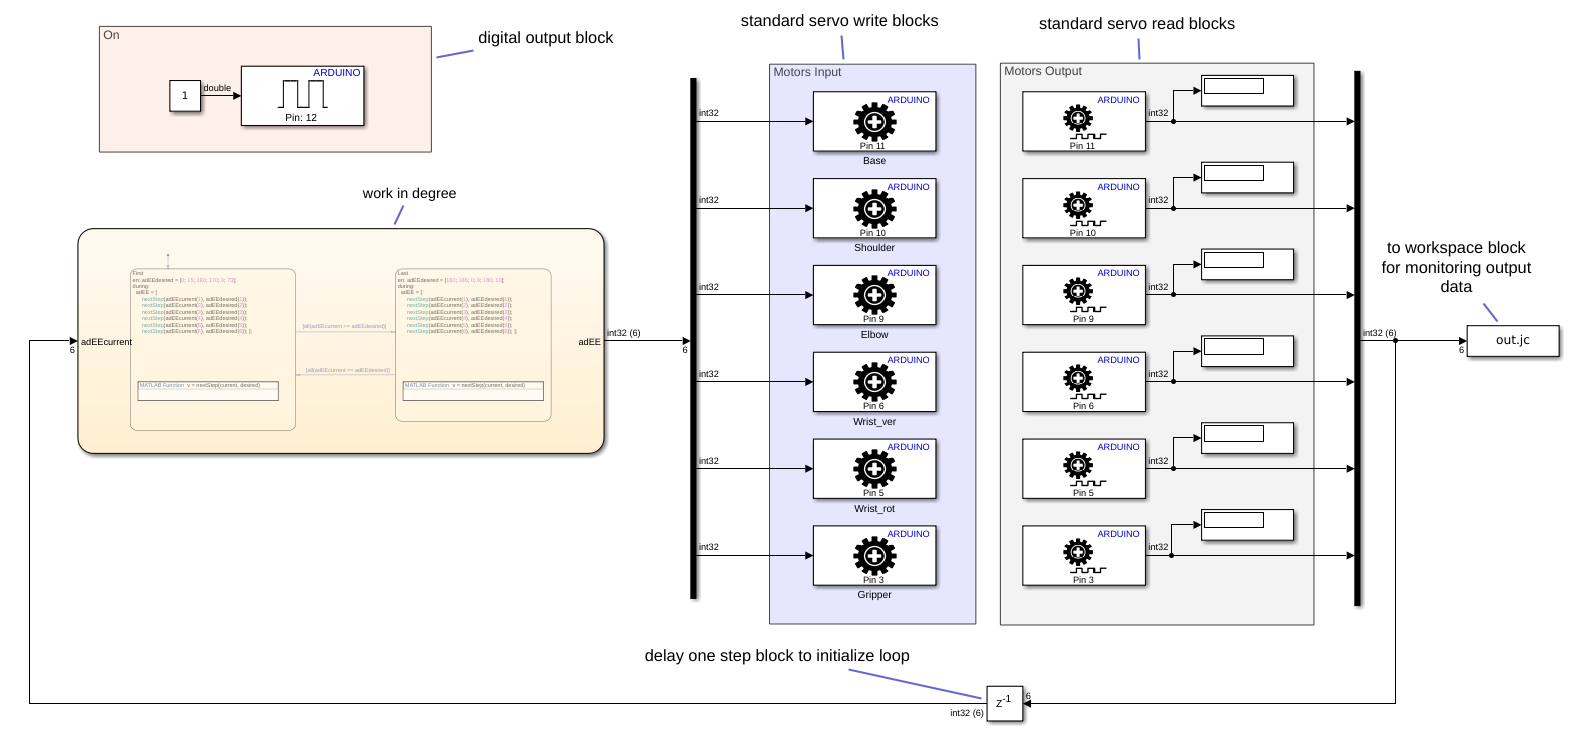 standard servo write blocks
standard servo read blocks
digital output block
On
ARDUINO
1
double
Pin: 12
work in degree
First
en: adEEdesired = [0; 15; 180; 170; 0; 73];
during:
adEE = [
nextStep(adEEcurrent(1), adEEdesired(1));
nextStep(adEEcurrent(2), adEEdesired(2));
nextStep(adEEcurrent(3), adEEdesired(3));
nextStep(adEEcurrent(4), adEEdesired(4));
nextStep(adEEcurrent(5), adEEdesired(5));
nextStep(adEEcurrent(6), adEEdesired(6)); ];
MATLAB Function v = nextStep(current, desired)
[all(adEEcurrent == adEEdesired)]
[all(adEEcurrent == adEEdesired)]
Last
during:
adEE = [
nextStep(adEEcurrent(1), adEEdesired(1));
nextStep(adEEcurrent(2), adEEdesired(2));
nextStep(adEEcurrent(3), adEEdesired(3));
nextStep(adEEcurrent(4), adEEdesired(4));
nextStep(adEEcurrent(5), adEEdesired(5));
nextStep(adEEcurrent(6), adEEdesired(6)); ];
MATLAB Function v = nextStep(current, desired)
6
adEEcurrent
adEE
int32 (6)
6
Motors Input
int32
ARDUINO
Pin 11
Base
int32
ARDUINO
Pin 10
Shoulder
int32
ARDUINO
Pin 9
Elbow
int32
ARDUINO
Pin 6
Wrist_ver
int32
ARDUINO
Pin 5
Wrist_rot
int32
ARDUINO
Pin 3
Gripper
Motors Output
ARDUINO
Pin 11
int32
ARDUINO
Pin 10
int32
ARDUINO
Pin 9
int32
ARDUINO
Pin 6
int32
ARDUINO
Pin 5
int32
ARDUINO
Pin 3
int32
to workspace block
for monitoring output
data
int32 (6)
6
out.jc
delay one step block to initialize loop
6
Z-1
int32 (6)